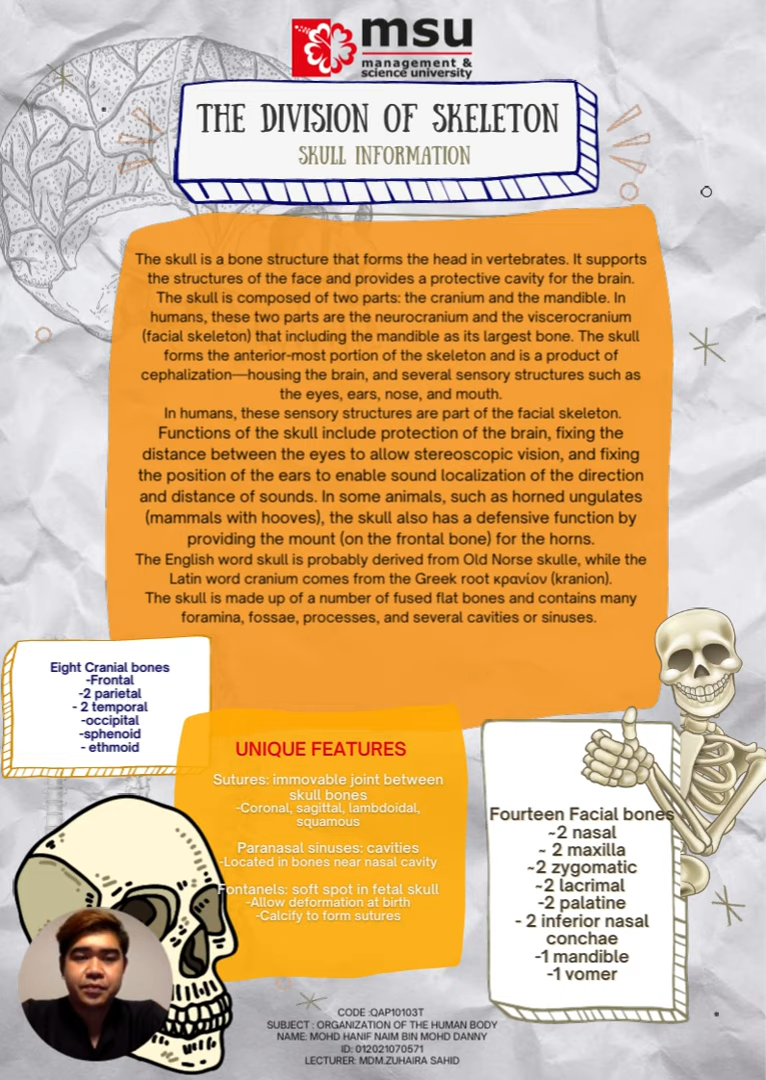 msu
management &
science university
THE DIVISION OF SKELETON
SKULL INFORMATION
The skull is a bone structure that forms the head in vertebrates. It supports
the structures of the face and provides a protective cavity for the brain.
The skull is composed of two parts: the cranium and the mandible. In
humans, these two parts are the neurocranium and the viscerocranium
(facial skeleton) that including the mandible as its largest bone. The skull
forms the anterior-most portion of the skeleton and is a product of
cephalization—housing the brain, and several sensory structures such as
the eyes, ears, nose, and mouth.
In humans, these sensory structures are part of the facial skeleton.
Functions of the skull include protection of the brain, fixing the
distance between the eyes to allow stereoscopic vision, and fixing
the position of the ears to enable sound localization of the direction
and distance of sounds. In some animals, such as horned ungulates
(mammals with hooves), the skull also has a defensive function by
providing the mount (on the frontal bone) for the horns.
The English word skull is probably derived from Old Norse skulle, while the
Latin word cranium comes from the Greek root κρανίον (kranion).
The skull is made up of a number of fused flat bones and contains many
foramina, fossae, processes, and several cavities or sinuses.
Eight Cranial bones
-Frontal
-2 parietal
- 2 temporal
-occipital
-sphenoid
- ethmoid
UNIQUE FEATURES
Sutures: immovable joint between
skull bones
-Coronal, sagittal, lambdoidal,
squamous
Paranasal sinuses: cavities
-Located in bones near nasal cavity
Fontanels: soft spot in fetal skull
-Allow deformation at birth
-Calcify to form sutures
Fourteen Facial bones
~2 nasal
~ 2 maxilla
~2 zygomatic
~2 lacrimal
-2 palatine
- 2 inferior nasal
conchae
-1 mandible
-1 vomer
CODE :QAP10103T
SUBJECT : ORGANIZATION OF THE HUMAN BODY
NAME: MOHD HANIF NAIM BIN MOHD DANNY
ID: 012021070571
LECTURER: MDM.ZUHAIRA SAHID